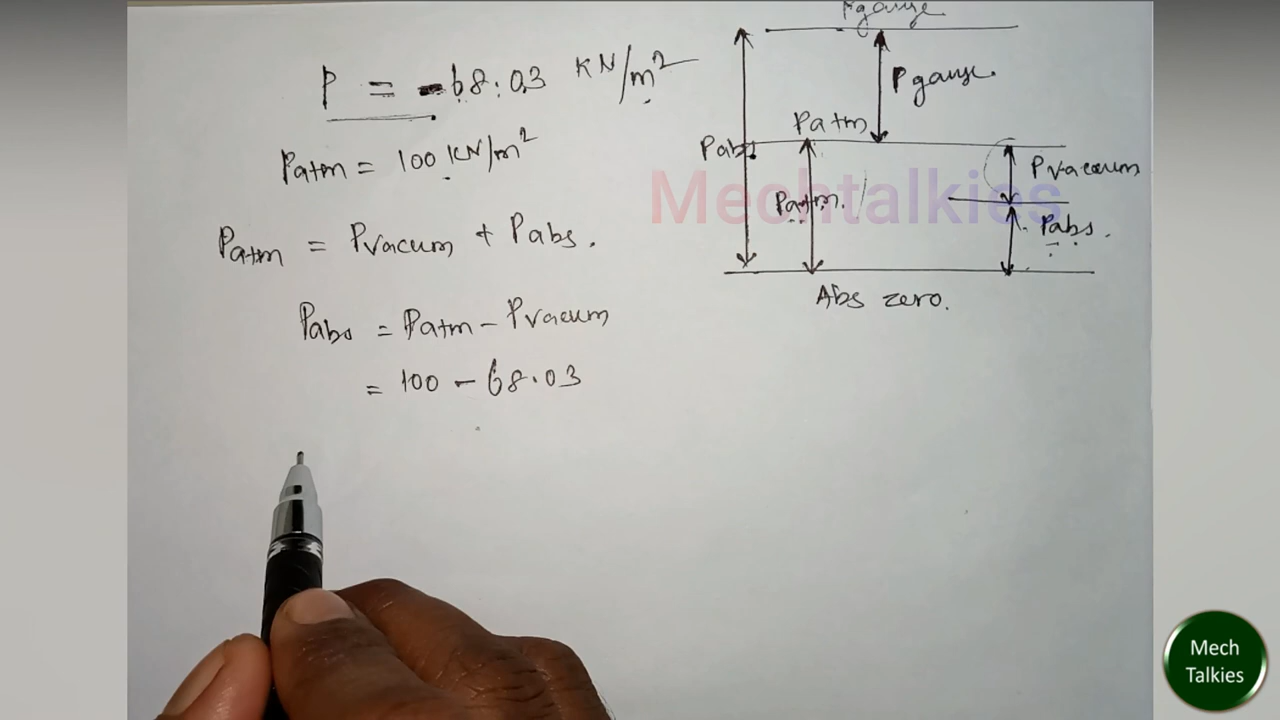 P = -68.03 KN/m²
Patm = 100 KN/m²
Patm = Pvacum + Pabs.
Pabs = Patm - Pvacum
= 100 - 68.03
Pgauge
Pgauge.
Patm
Pabs
Patm.
Pvacuum
Pabs.
Abs zero.
Mechtalkies
Mech
Talkies